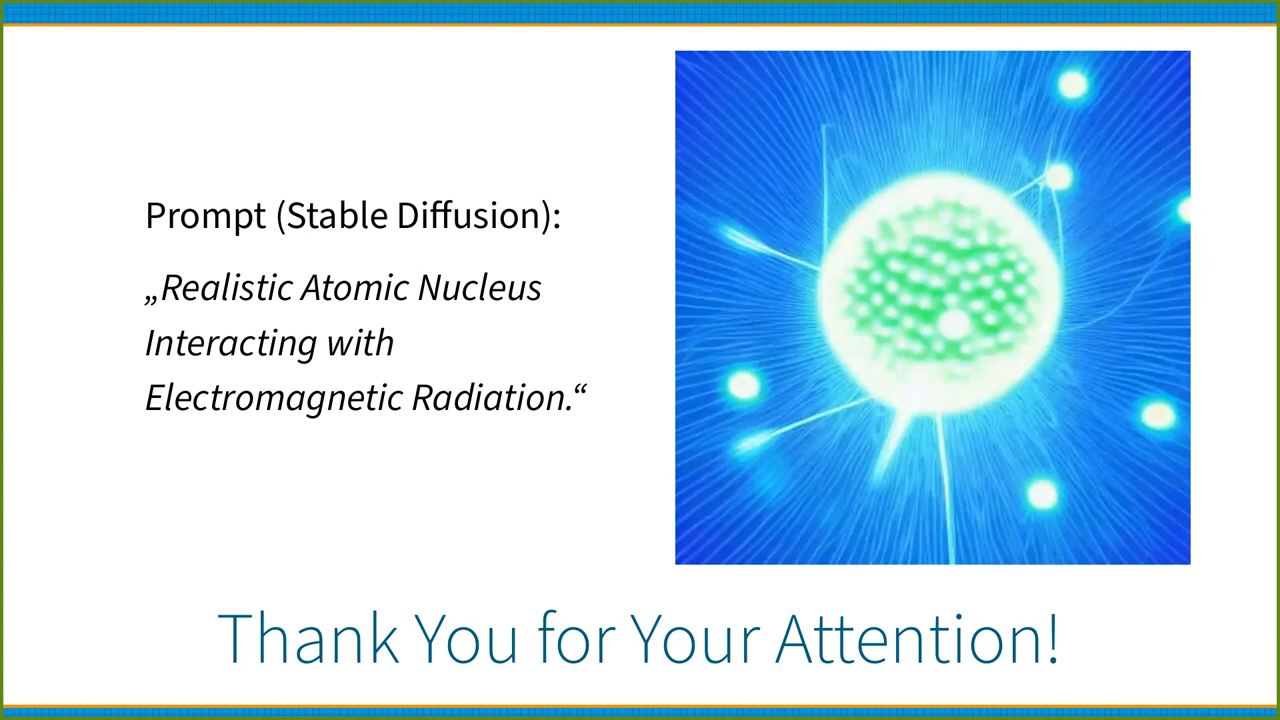 Prompt (Stable Diffusion):
„Realistic Atomic Nucleus
Interacting with
Electromagnetic Radiation.“
Thank You for Your Attention!